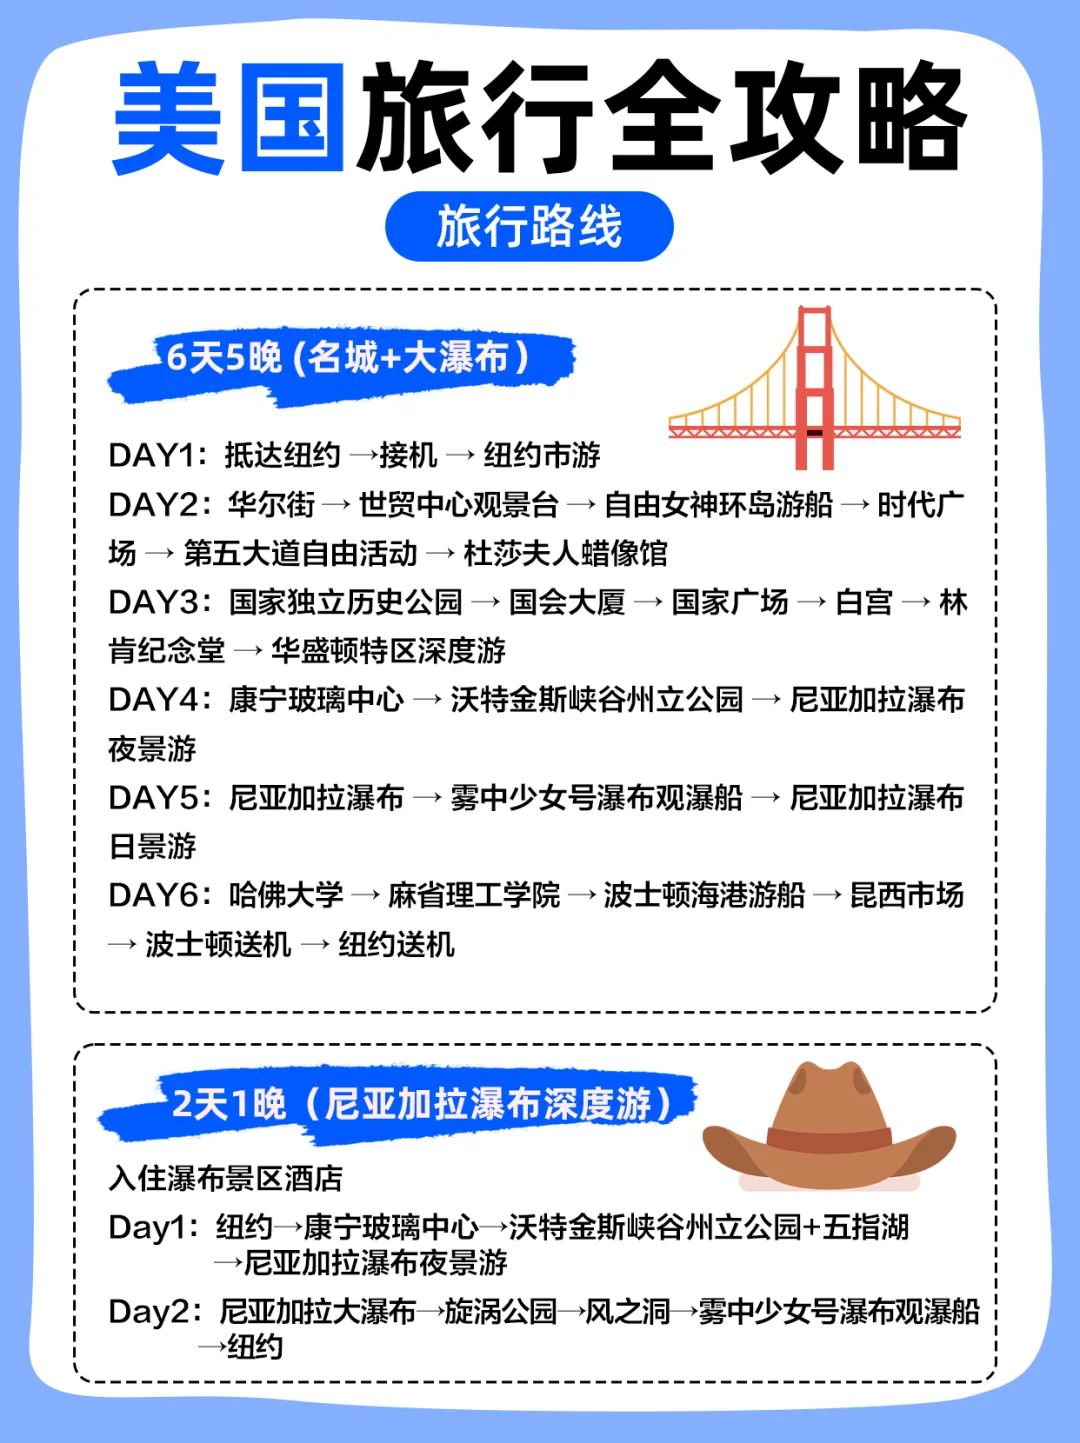 美国旅行全攻略
旅行路线
6天5晚 (名城+大瀑布）
DAY1：抵达纽约 →接机 → 纽约市游
DAY2：华尔街 → 世贸中心观景台 → 自由女神环岛游船 → 时代广
场 → 第五大道自由活动 → 杜莎夫人蜡像馆
DAY3：国家独立历史公园 → 国会大厦 → 国家广场 → 白宫 → 林
肯纪念堂 → 华盛顿特区深度游
DAY4：康宁玻璃中心 → 沃特金斯峡谷州立公园 → 尼亚加拉瀑布
夜景游
DAY5：尼亚加拉瀑布 → 雾中少女号瀑布观瀑船 → 尼亚加拉瀑布
日景游
DAY6：哈佛大学 → 麻省理工学院 → 波士顿海港游船 → 昆西市场
→ 波士顿送机 → 纽约送机
2天1晚（尼亚加拉瀑布深度游）
入住瀑布景区酒店
Day1：纽约→康宁玻璃中心→沃特金斯峡谷州立公园+五指湖
→尼亚加拉瀑布夜景游
Day2：尼亚加拉大瀑布→旋涡公园→风之洞→雾中少女号瀑布观瀑船
→纽约